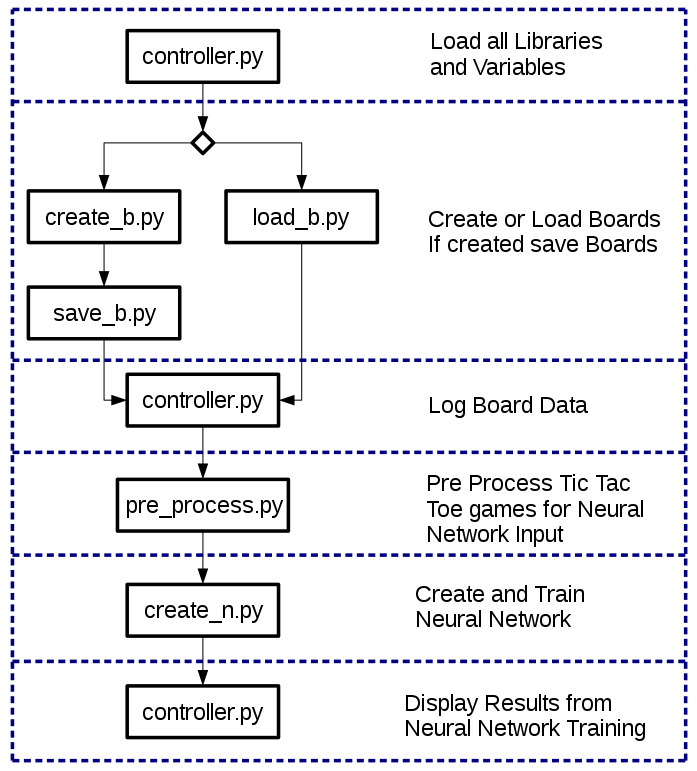 controller.py
Load all Libraries
and Variables
create_b.py
load_b.py
Create or Load Boards
If created save Boards
save_b.py
controller.py
Log Board Data
pre_process.py
Pre Process Tic Tac
Toe games for Neural
Network Input
create_n.py
Create and Train
Neural Network
controller.py
Display Results from
Neural Network Training